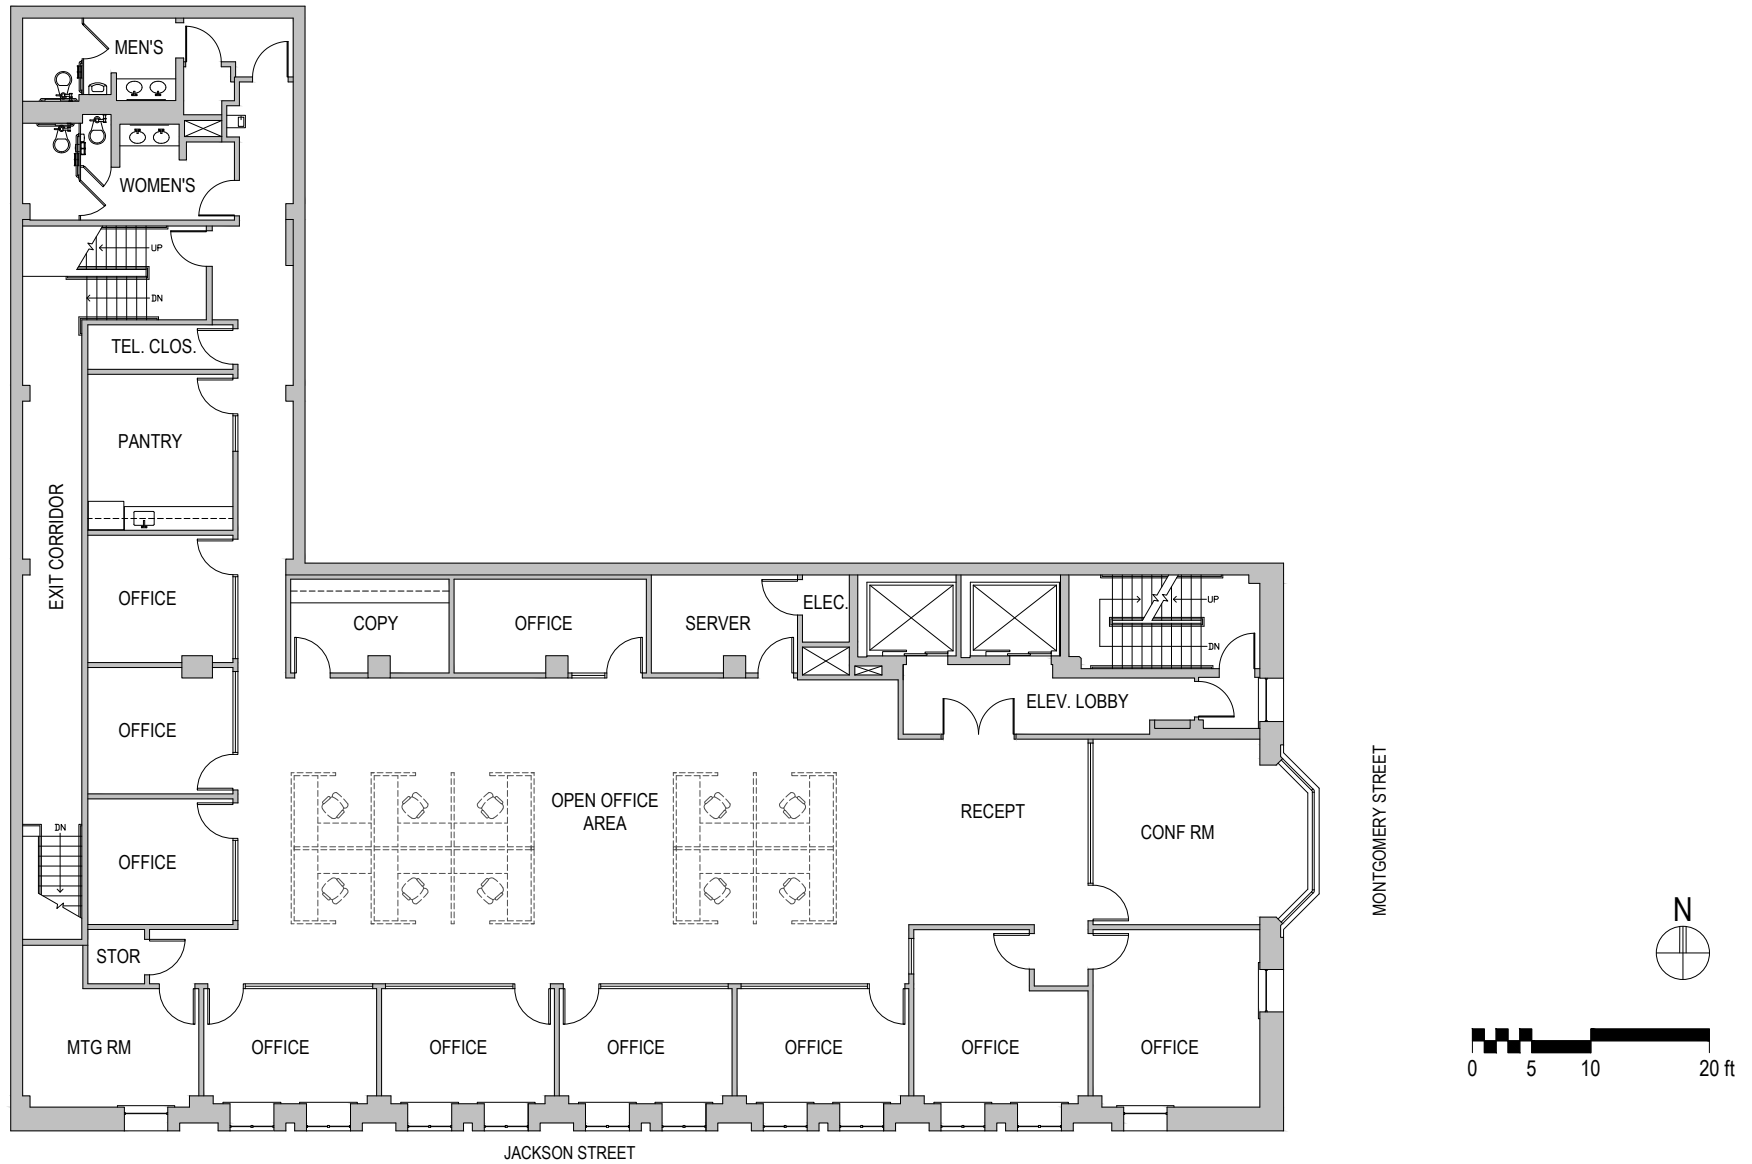 MEN'S
WOMEN'S
UP
DN
TEL. CLOS.
PANTRY
EXIT CORRIDOR
OFFICE
OFFICE
OFFICE
DN
STOR
MTG RM
COPY
OFFICE
SERVER
ELEC.
UP
DN
ELEV. LOBBY
OPEN OFFICE
AREA
RECEPT
CONF RM
OFFICE
OFFICE
OFFICE
OFFICE
OFFICE
OFFICE
JACKSON STREET
MONTGOMERY STREET
N
0 5 10 20 ft